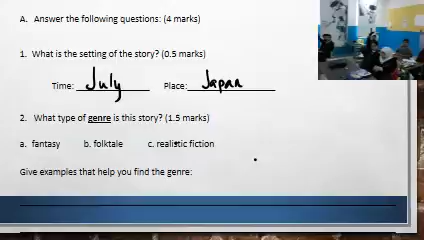 A. Answer the following questions: (4 marks)
1. What is the setting of the story? (0.5 marks)
Time: July Place: Japan
2. What type of genre is this story? (1.5 marks)
a. fantasy b. folktale c. realistic fiction
Give examples that help you find the genre: